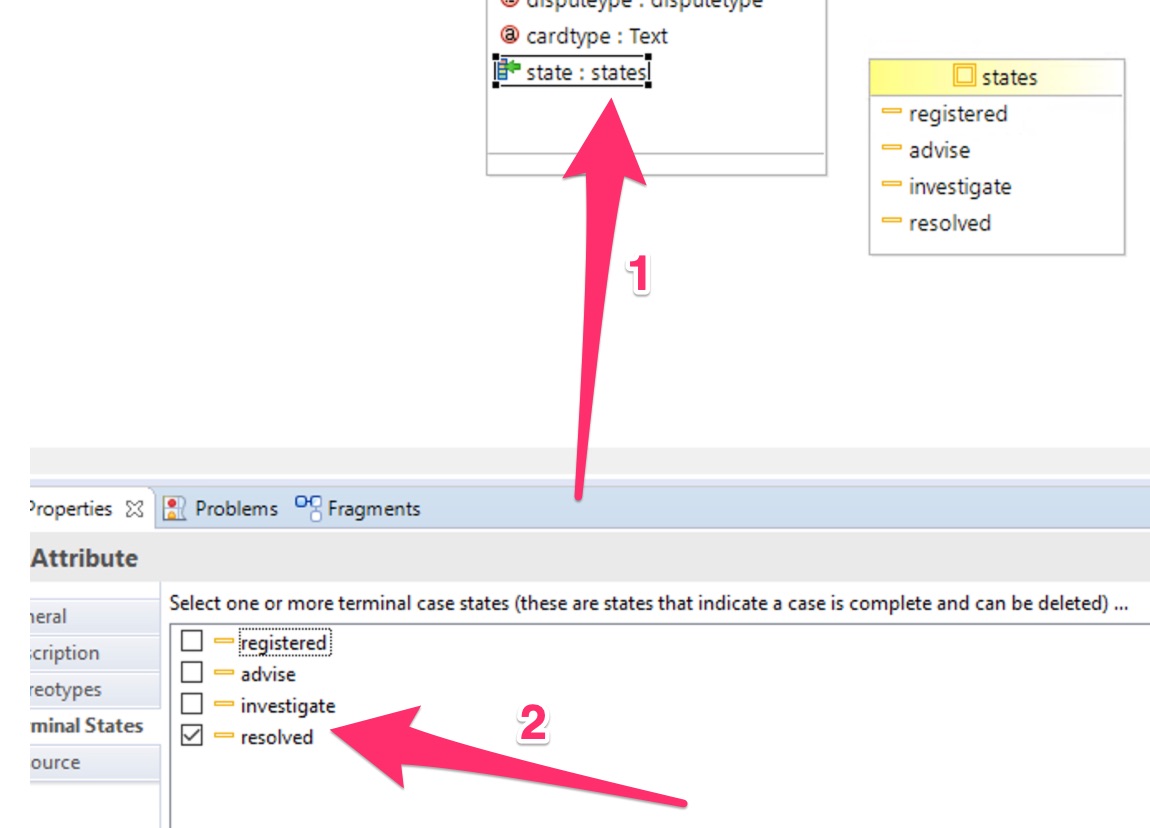 disputeype : disputetype
cardtype : Text
state : states
states
registered
advise
investigate
resolved
1
Properties
Problems
Fragments
Attribute
neral
scription
reotypes
rminal States
ource
Select one or more terminal case states (these are states that indicate a case is complete and can be deleted) ...
registered
advise
investigate
resolved
2